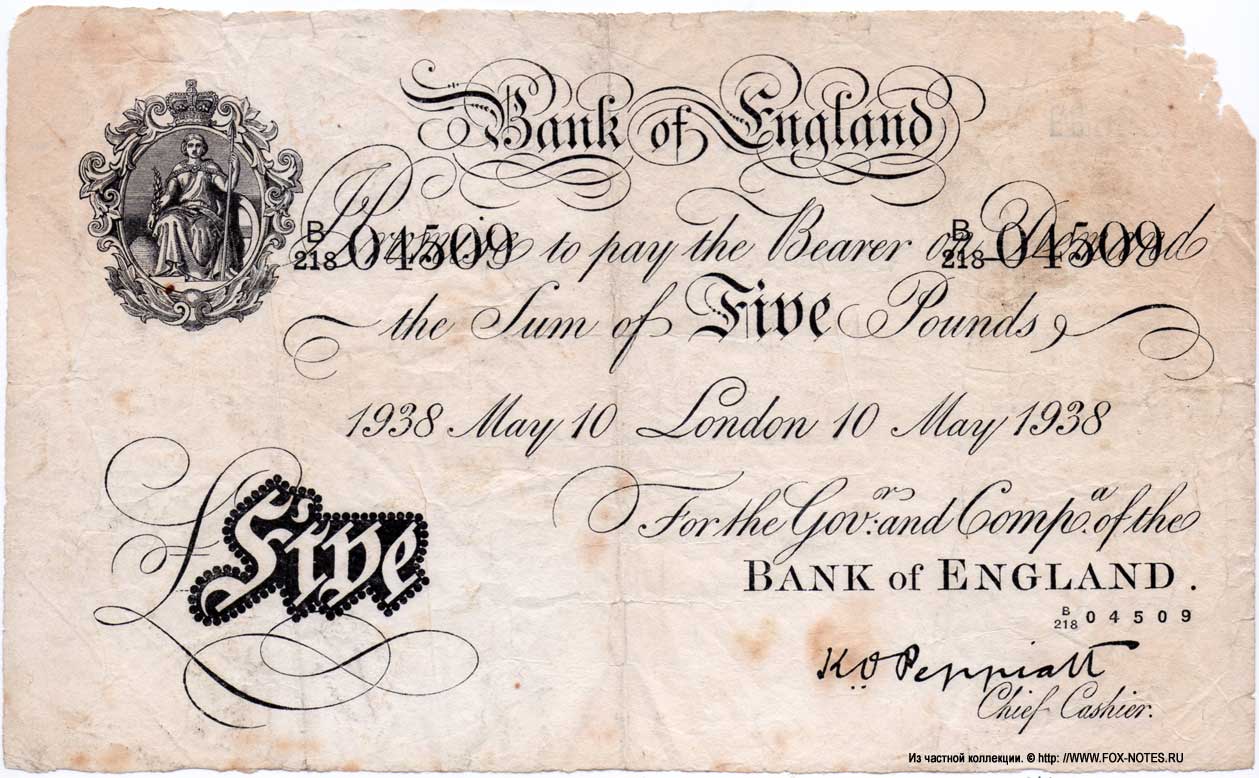 Bank of England
I Promise to pay the Bearer on Demand
B/218 04509 B/218 04509
the Sum of Five Pounds
1938 May 10 London 10 May 1938
For the Govr. and Compa. of the
BANK of ENGLAND.
B/218 04509
£Five
K O Peppiatt
Chief Cashier.
Из частной коллекции. © http: //WWW.FOX-NOTES.RU